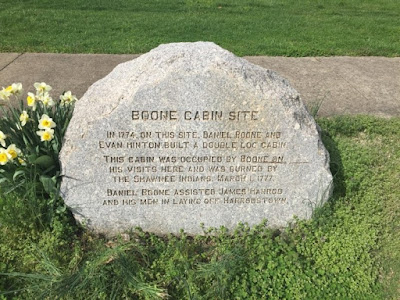 BOONE CABIN SITE
IN 1774, ON THIS SITE, DANIEL BOONE AND
EVAN HINTON BUILT A DOUBLE LOG CABIN.
THIS CABIN WAS OCCUPIED BY BOONE ON
HIS VISITS HERE AND WAS BURNED BY
THE SHAWNEE INDIANS, MARCH 7, 1777.
DANIEL BOONE ASSISTED JAMES HARROD
AND HIS MEN IN LAYING OFF HARRODSTOWN.